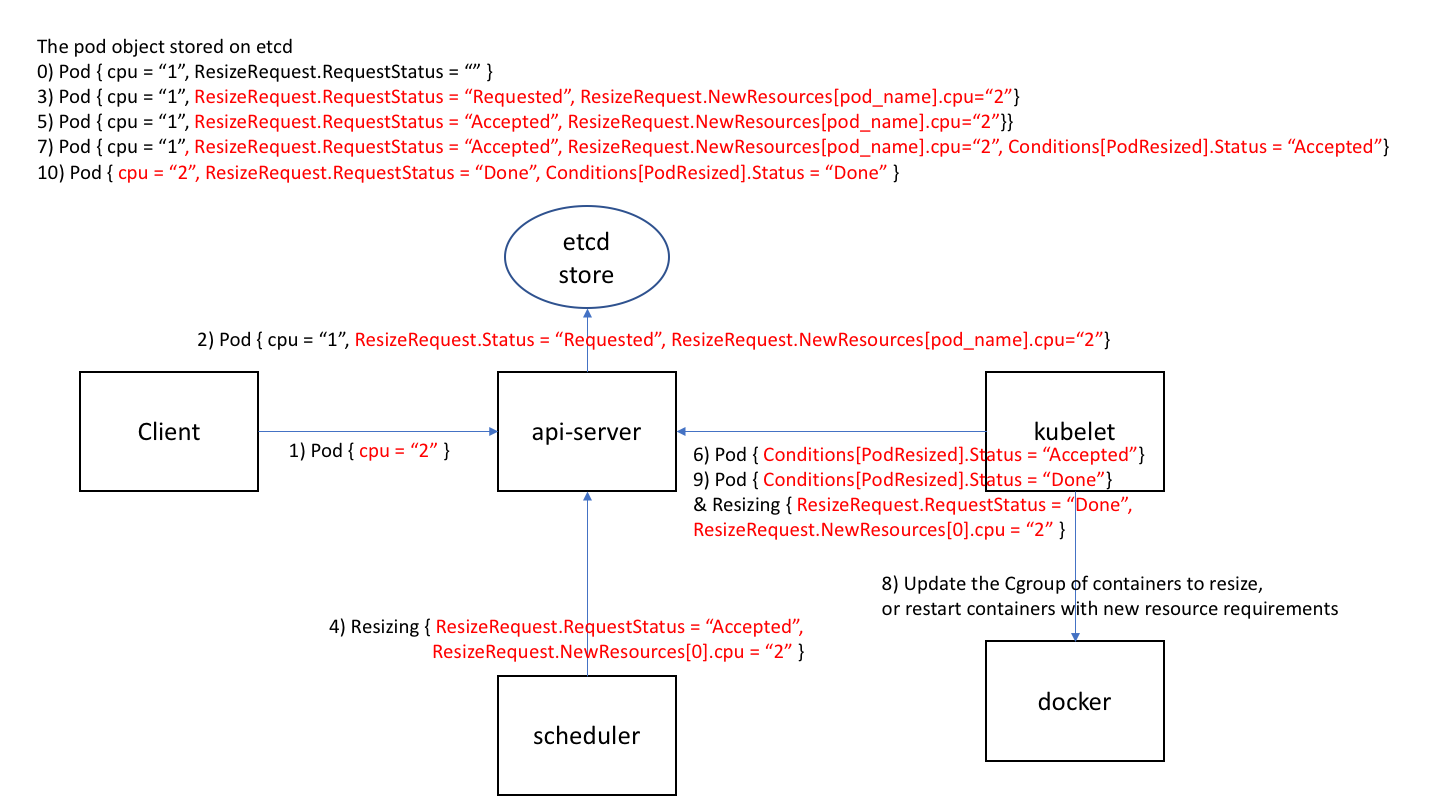 The pod object stored on etcd
0) Pod { cpu = “1”, ResizeRequest.RequestStatus = “” }
3) Pod { cpu = “1”, ResizeRequest.RequestStatus = “Requested”, ResizeRequest.NewResources[pod_name].cpu=“2”}
5) Pod { cpu = “1”, ResizeRequest.RequestStatus = “Accepted”, ResizeRequest.NewResources[pod_name].cpu=“2”}}
7) Pod { cpu = “1”, ResizeRequest.RequestStatus = “Accepted”, ResizeRequest.NewResources[pod_name].cpu=“2”, Conditions[PodResized].Status = “Accepted”}
10) Pod { cpu = “2”, ResizeRequest.RequestStatus = “Done”, Conditions[PodResized].Status = “Done” }
etcd
store
2) Pod { cpu = “1”, ResizeRequest.Status = “Requested”, ResizeRequest.NewResources[pod_name].cpu=“2”}
Client
api-server
kubelet
1) Pod { cpu = “2” }
6) Pod { Conditions[PodResized].Status = “Accepted”}
9) Pod { Conditions[PodResized].Status = “Done”}
& Resizing { ResizeRequest.RequestStatus = “Done”,
ResizeRequest.NewResources[0].cpu = “2” }
8) Update the Cgroup of containers to resize,
or restart containers with new resource requirements
4) Resizing { ResizeRequest.RequestStatus = “Accepted”,
ResizeRequest.NewResources[0].cpu = “2” }
docker
scheduler